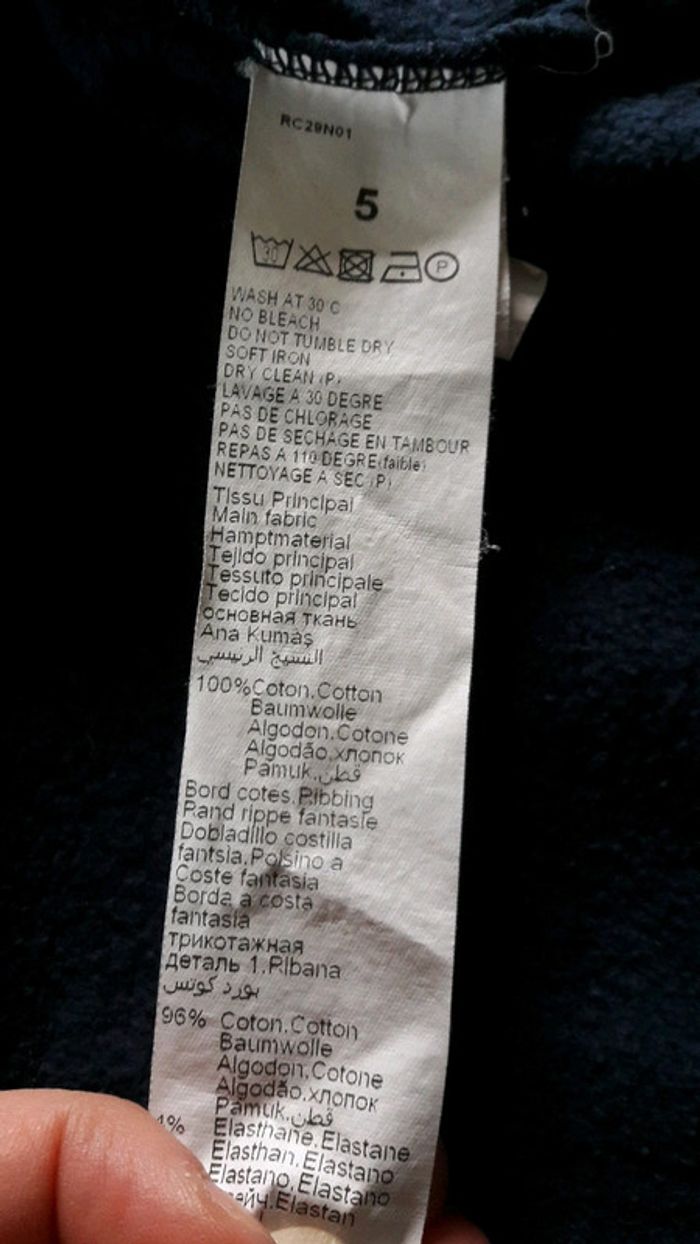 RC29N01
5
30
P
WASH AT 30 C
NO BLEACH
DO NOT TUMBLE DRY
SOFT IRON
DRY CLEAN (P)
LAVAGE A 30 DEGRE
PAS DE CHLORAGE
PAS DE SECHAGE EN TAMBOUR
REPAS A 110 DEGRE(faible)
NETTOYAGE A SEC (P)
Tissu Principal
Main fabric
Hamptmaterial
Tejido principal
Tessuto principale
Tecido principal
основная ткань
Ana Kumaş
النسيج الرئيسي
100%Coton.Cotton
Baumwolle
Algodon.Cotone
Algodão.хлопок
Pamuk.قطن
Bord cotes.Ribbing
Rand rippe fantasie
Dobladillo costilla
fantsia.Polsino a
Coste fantasia
Borda a costa
fantasia
трикотажная
деталь 1.Ribana
بورد كوتس
96% Coton.Cotton
Baumwolle
Algodon.Cotone
Algodão.хлопок
Pamuk.قطن
4% Elasthane.Elastane
Elasthan.Elastano
Elastano.Elastano
Elastan